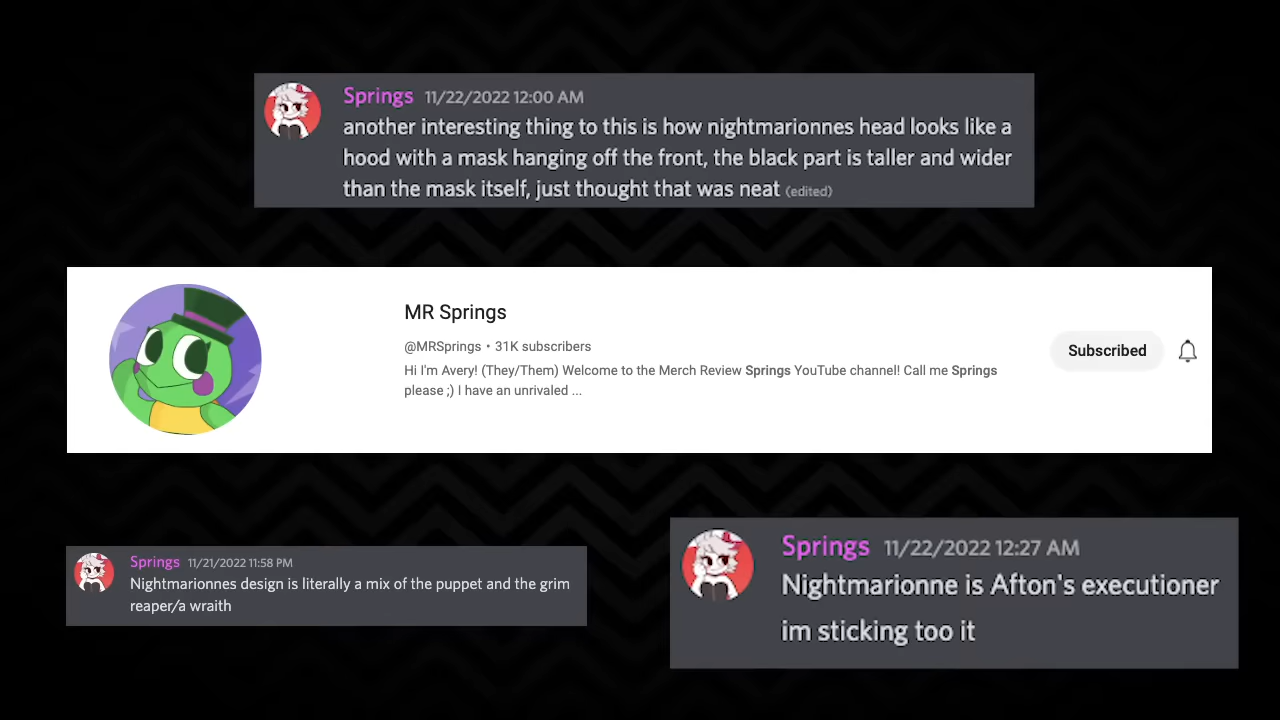 Springs 11/22/2022 12:00 AM
another interesting thing to this is how nightmarionnes head looks like a
hood with a mask hanging off the front, the black part is taller and wider
than the mask itself, just thought that was neat (edited)
MR Springs
@MRSprings • 31K subscribers
Hi I'm Avery! (They/Them) Welcome to the Merch Review Springs YouTube channel! Call me Springs
please ;) I have an unrivaled ...
Subscribed
Springs 11/21/2022 11:58 PM
Nightmarionnes design is literally a mix of the puppet and the grim
reaper/a wraith
Springs 11/22/2022 12:27 AM
Nightmarionne is Afton's executioner
im sticking too it